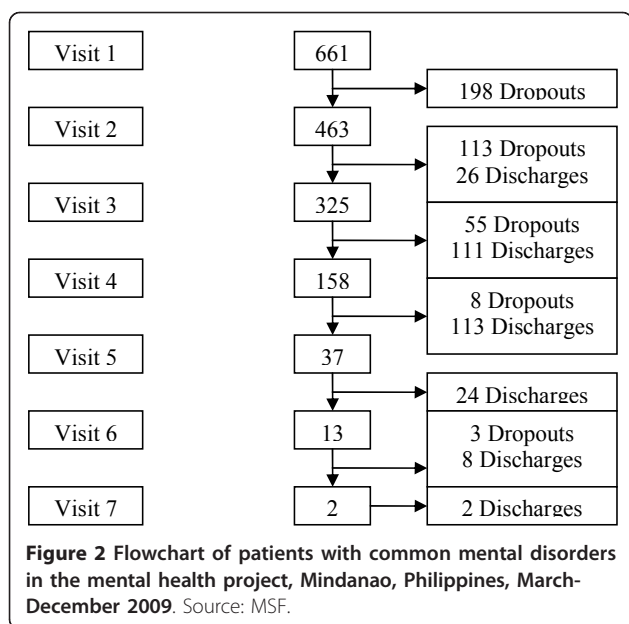 Visit 1
661
198 Dropouts
Visit 2
463
113 Dropouts
26 Discharges
Visit 3
325
55 Dropouts
111 Discharges
Visit 4
158
8 Dropouts
113 Discharges
Visit 5
37
24 Discharges
Visit 6
13
3 Dropouts
8 Discharges
Visit 7
2
2 Discharges
Figure 2 Flowchart of patients with common mental disorders
in the mental health project, Mindanao, Philippines, March-
December 2009. Source: MSF.